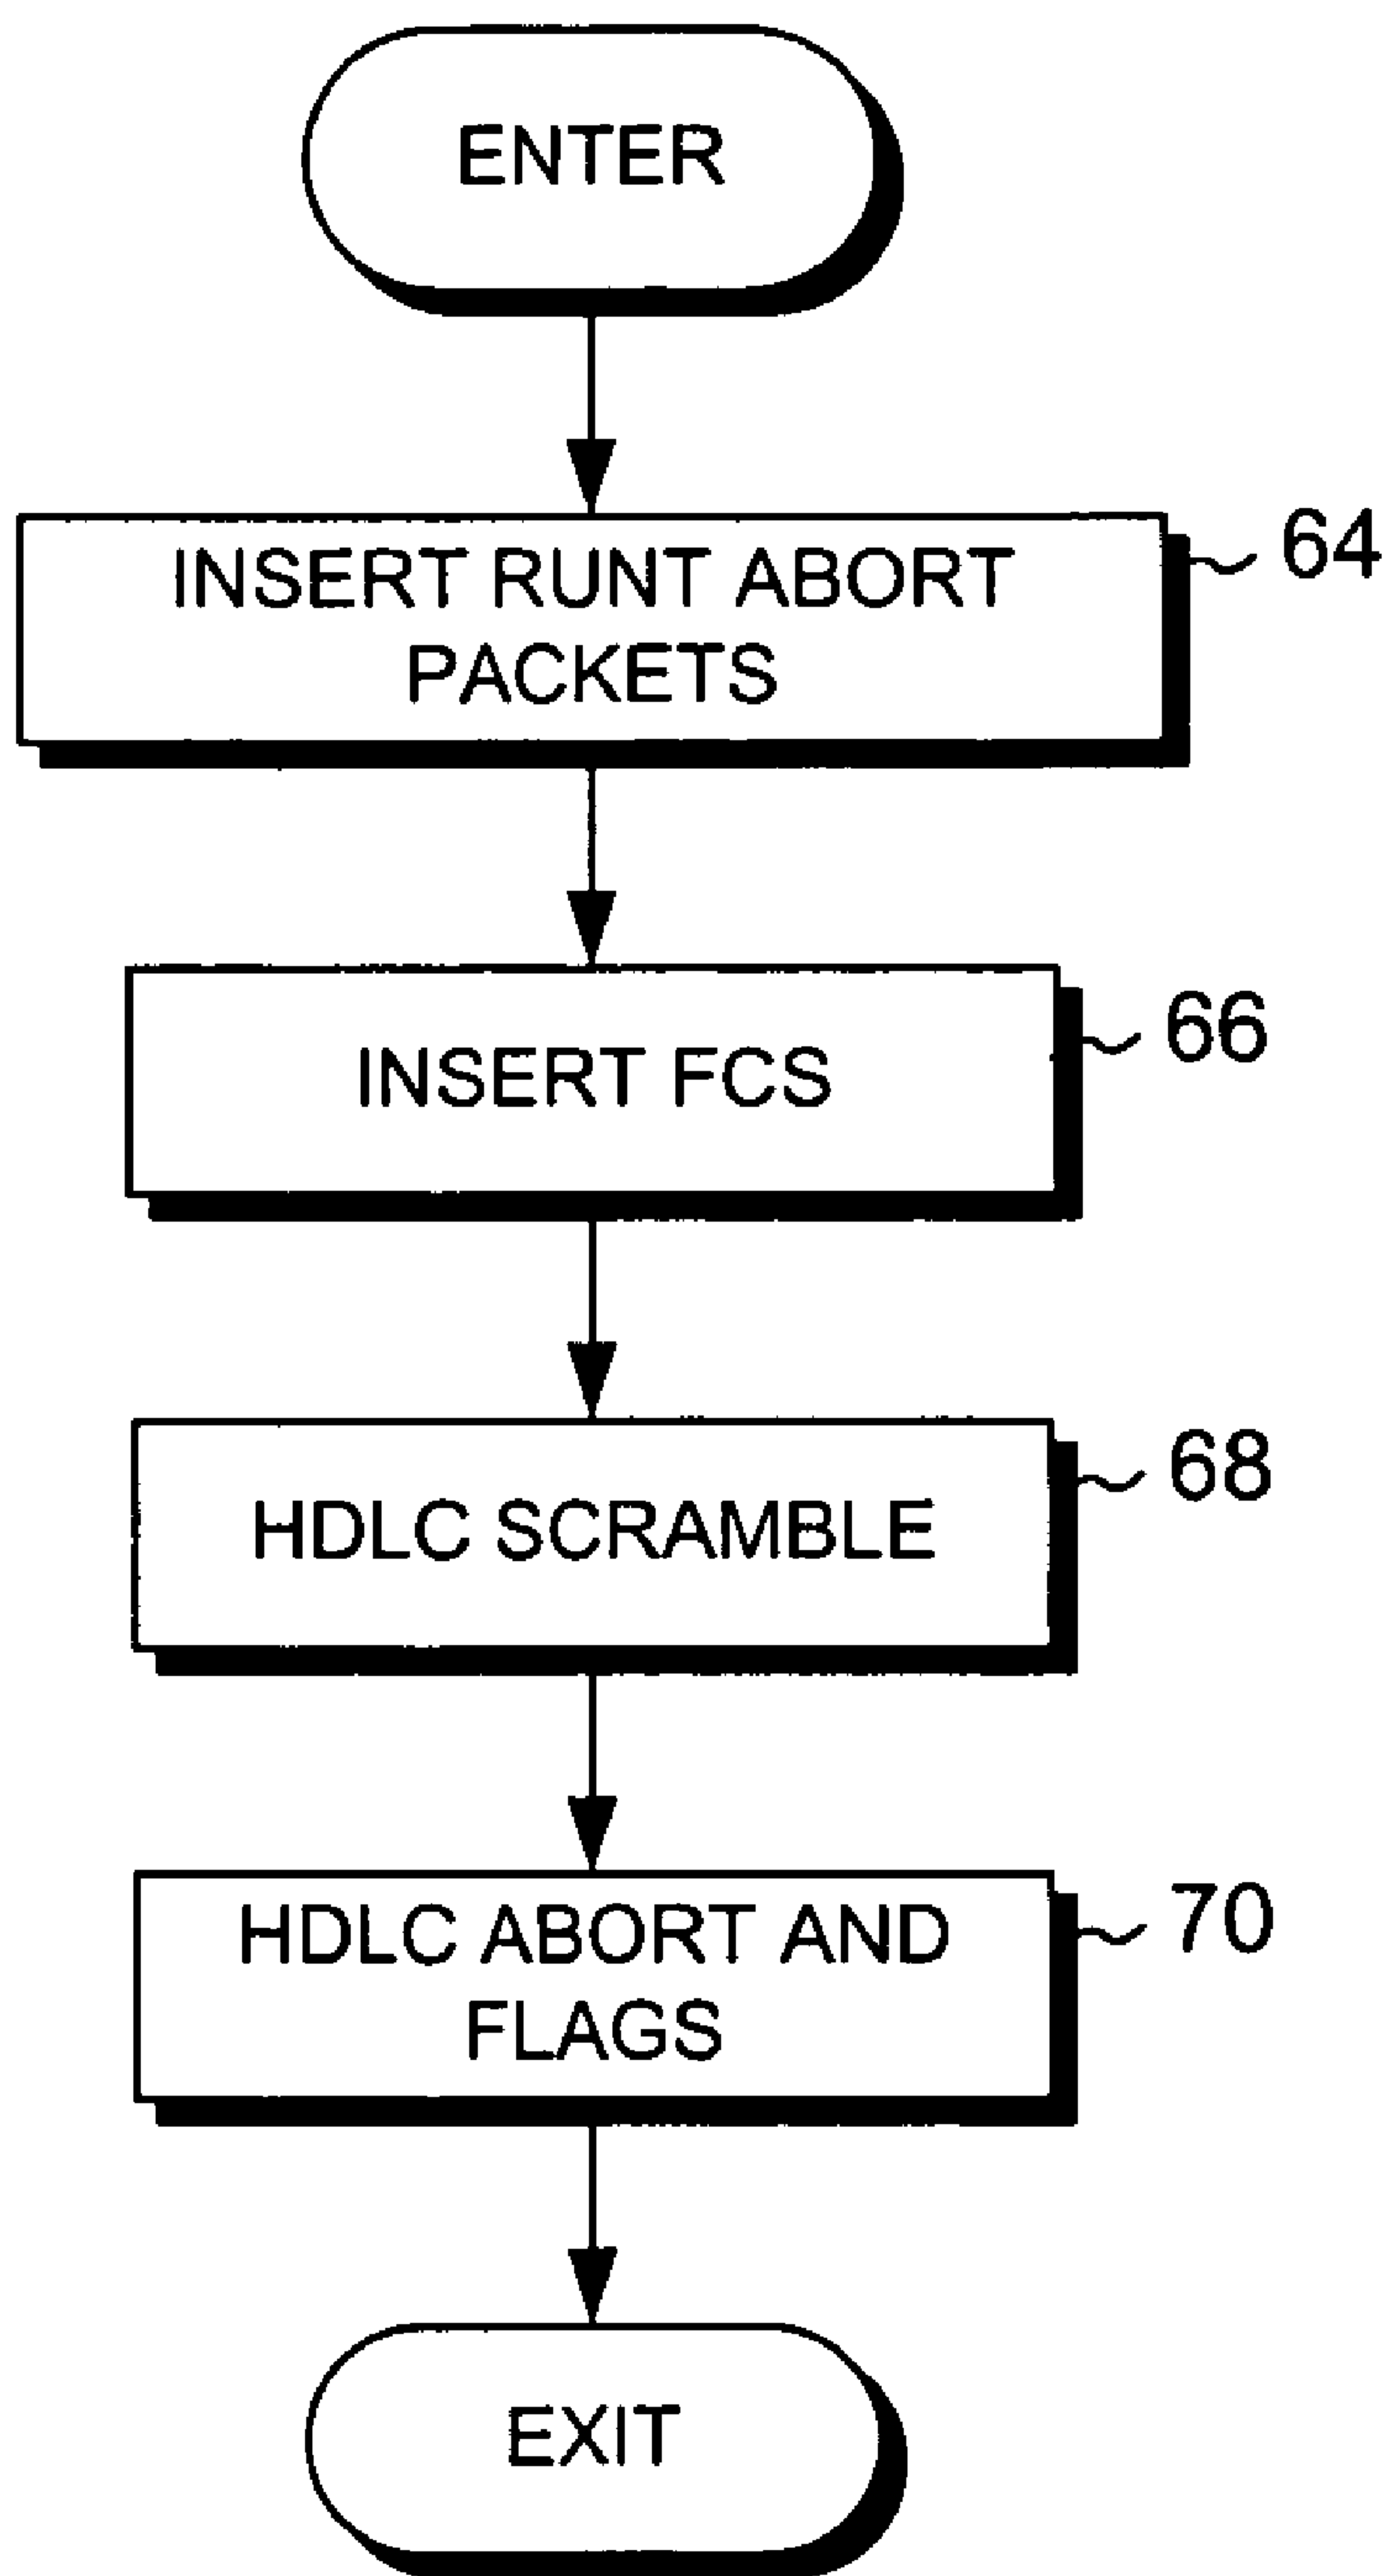 ENTER
INSERT RUNT ABORT
PACKETS
64
INSERT FCS
66
HDLC SCRAMBLE
68
HDLC ABORT AND
FLAGS
70
EXIT